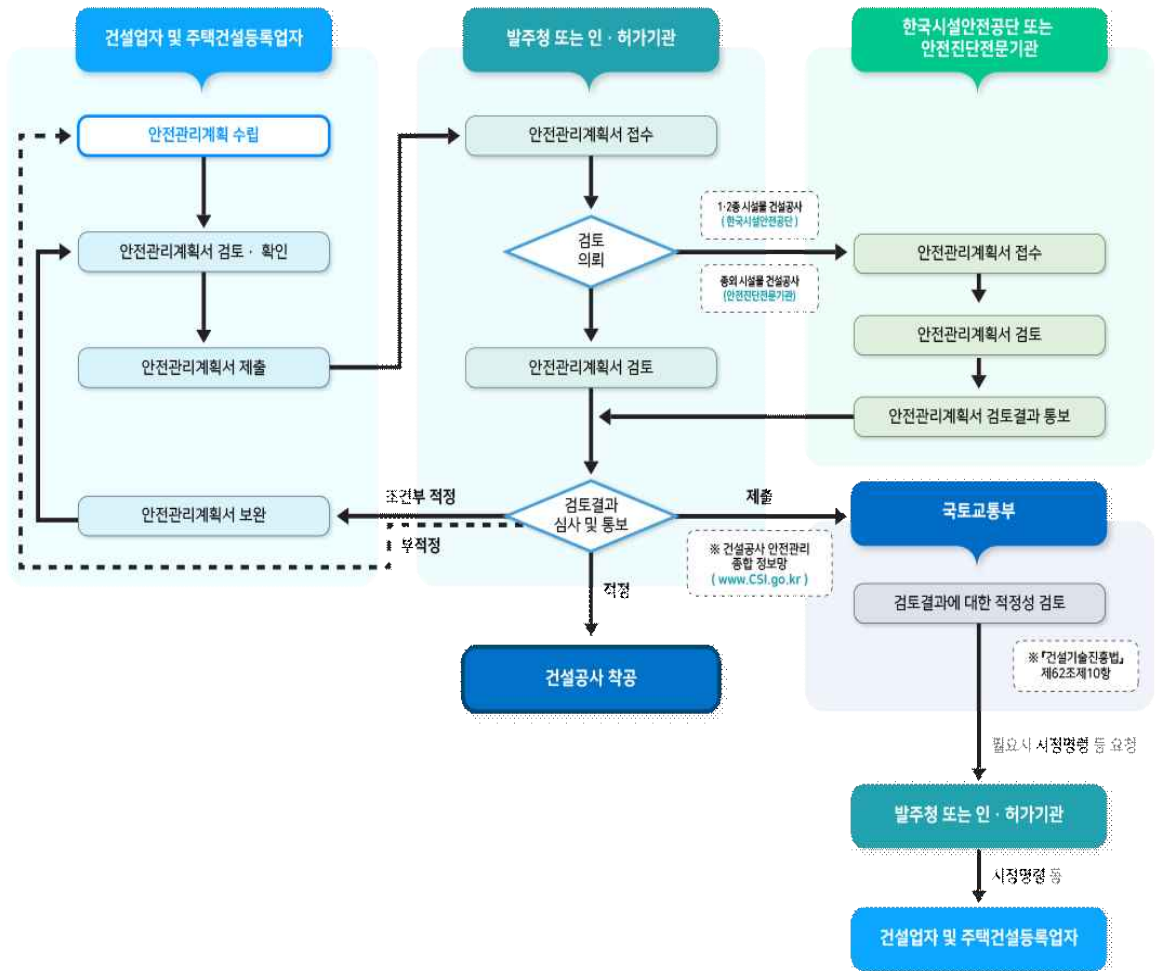 건설업자 및 주택건설등록업자
발주청 또는 인 · 허가기관
한국시설안전공단 또는
안전진단전문기관
안전관리계획 수립
안전관리계획서 접수
1·2종 시설물 건설공사
( 한국시설안전공단 )
안전관리계획서 검토 · 확인
검토
의뢰
안전관리계획서 접수
종외 시설물 건설공사
(안전진단전문기관)
안전관리계획서 검토
안전관리계획서 제출
안전관리계획서 검토
안전관리계획서 검토결과 통보
조건부 적정
제출
안전관리계획서 보완
검토결과
심사 및 통보
국토교통부
부적정
※ 건설공사 안전관리
종합 정보망
( www.CSI.go.kr )
적정
검토결과에 대한 적정성 검토
건설공사 착공
※ 『건설기술진흥법』
제62조제10항
필요시 시정명령 등 요청
발주청 또는 인 · 허가기관
시정명령 등
건설업자 및 주택건설등록업자